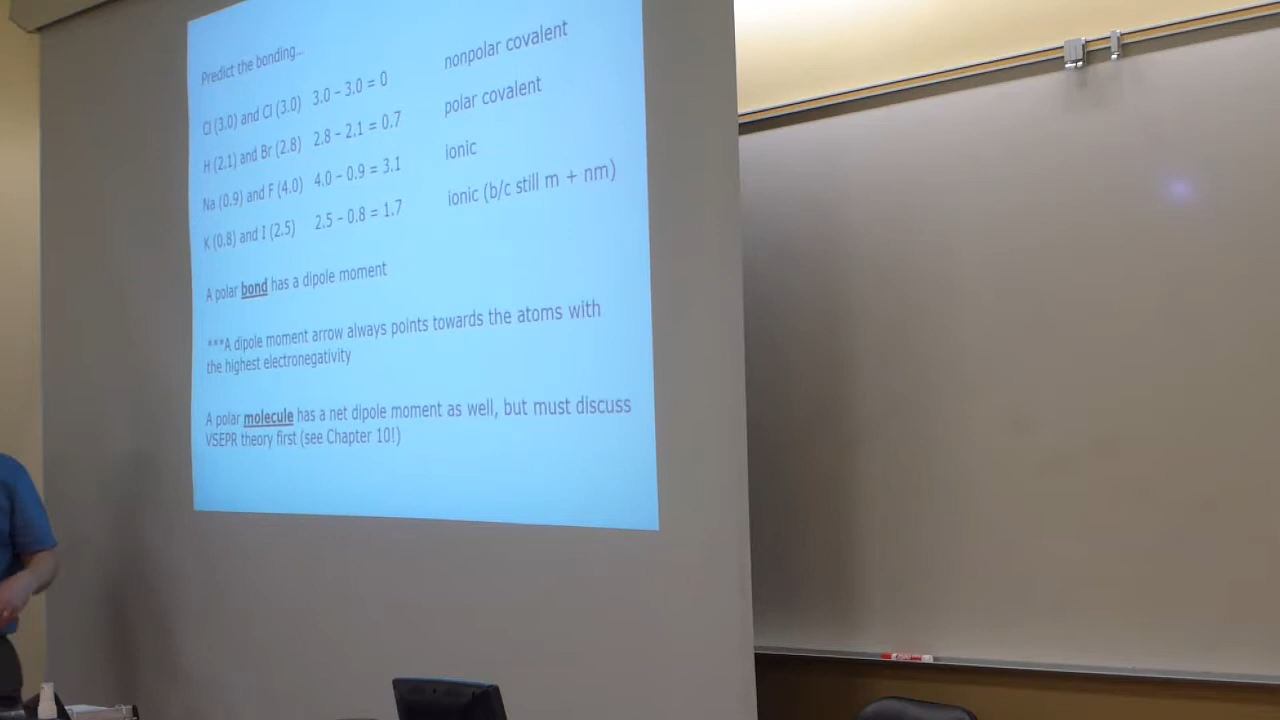 Predict the bonding...
Cl (3.0) and Cl (3.0) 3.0 – 3.0 = 0 nonpolar covalent
H (2.1) and Br (2.8) 2.8 – 2.1 = 0.7 polar covalent
Na (0.9) and F (4.0) 4.0 – 0.9 = 3.1 ionic
K (0.8) and I (2.5) 2.5 – 0.8 = 1.7 ionic (b/c still m + nm)
A polar bond has a dipole moment
***A dipole moment arrow always points towards the atoms with
the highest electronegativity
A polar molecule has a net dipole moment as well, but must discuss
VSEPR theory first (see Chapter 10!)